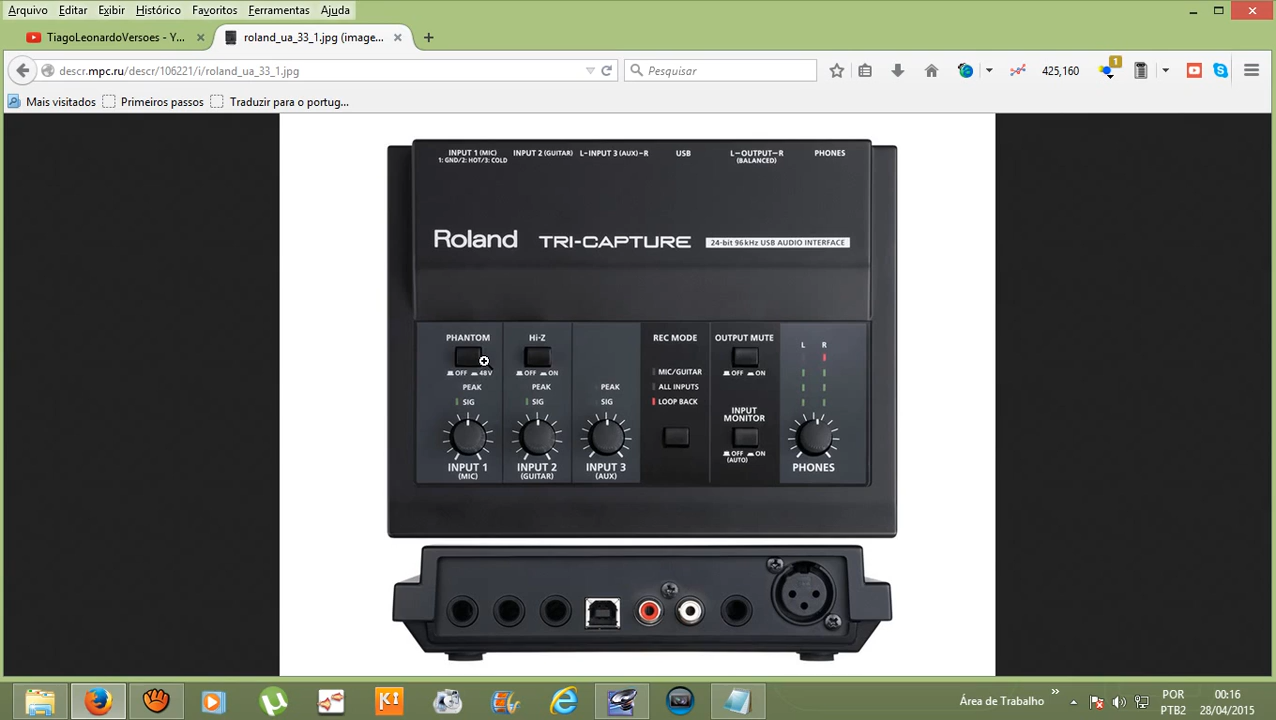 Arquivo Editar Exibir Histórico Favoritos Ferramentas Ajuda
TiagoLeonardoVersoes - Y...
roland_ua_33_1.jpg (image...
descr.mpc.ru/descr/106221/i/roland_ua_33_1.jpg
Pesquisar
425,160
1
Mais visitados
Primeiros passos
Traduzir para o portug...
INPUT 1 (MIC) INPUT 2 (GUITAR) L-INPUT 3 (AUX)-R USB L-OUTPUT-R PHONES
1: GND/2: HOT/3: COLD (BALANCED)
Roland TRI-CAPTURE 24-bit 96kHz USB AUDIO INTERFACE
PHANTOM Hi-Z REC MODE OUTPUT MUTE
L R
OFF 48V OFF ON MIC/GUITAR OFF ON
PEAK PEAK PEAK ALL INPUTS
SIG SIG SIG LOOP BACK
INPUT
MONITOR
OFF ON
(AUTO)
INPUT 1 INPUT 2 INPUT 3 PHONES
(MIC) (GUITAR) (AUX)
KI
Área de Trabalho
POR
PTB2
00:16
28/04/2015